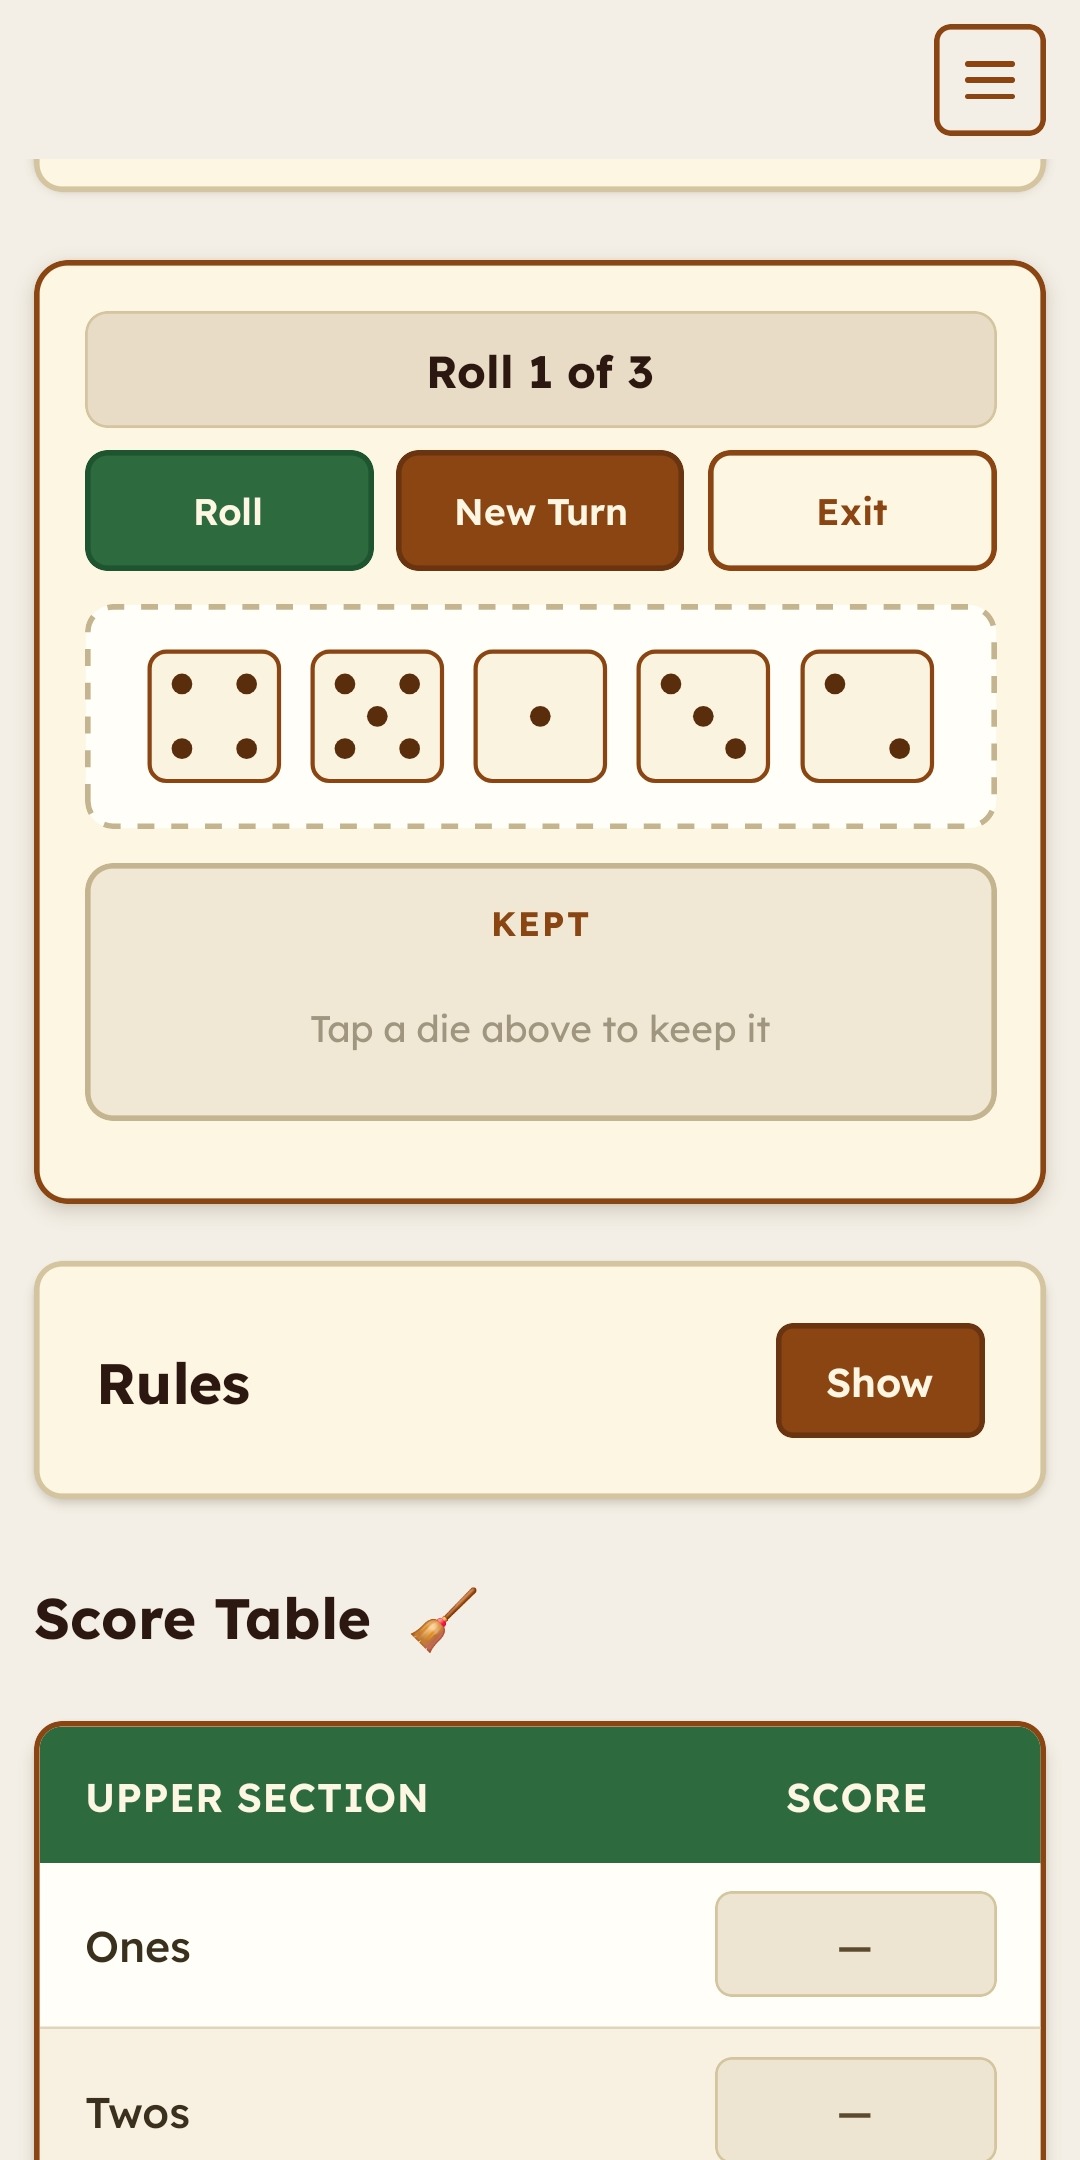 Roll 1 of 3
Roll New Turn Exit
KEPT
Tap a die above to keep it
Rules Show
Score Table
UPPER SECTION SCORE
Ones —
Twos —